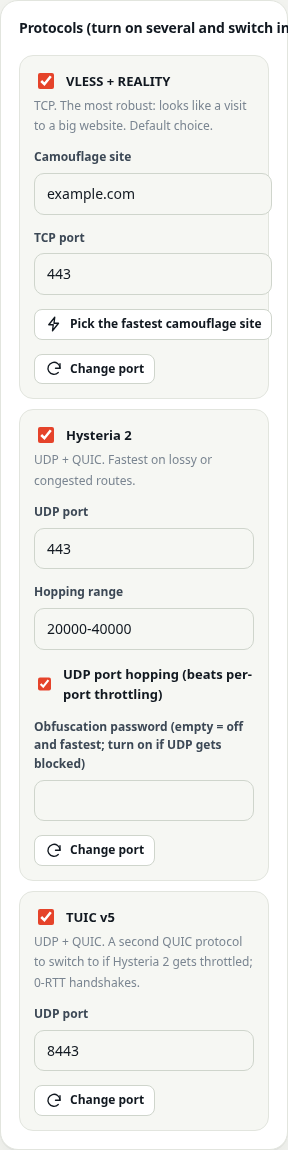 Protocols (turn on several and switch in
VLESS + REALITY
TCP. The most robust: looks like a visit
to a big website. Default choice.
Camouflage site
example.com
TCP port
443
Pick the fastest camouflage site
Change port
Hysteria 2
UDP + QUIC. Fastest on lossy or
congested routes.
UDP port
443
Hopping range
20000-40000
UDP port hopping (beats per-
port throttling)
Obfuscation password (empty = off
and fastest; turn on if UDP gets
blocked)
Change port
TUIC v5
UDP + QUIC. A second QUIC protocol
to switch to if Hysteria 2 gets throttled;
0-RTT handshakes.
UDP port
8443
Change port